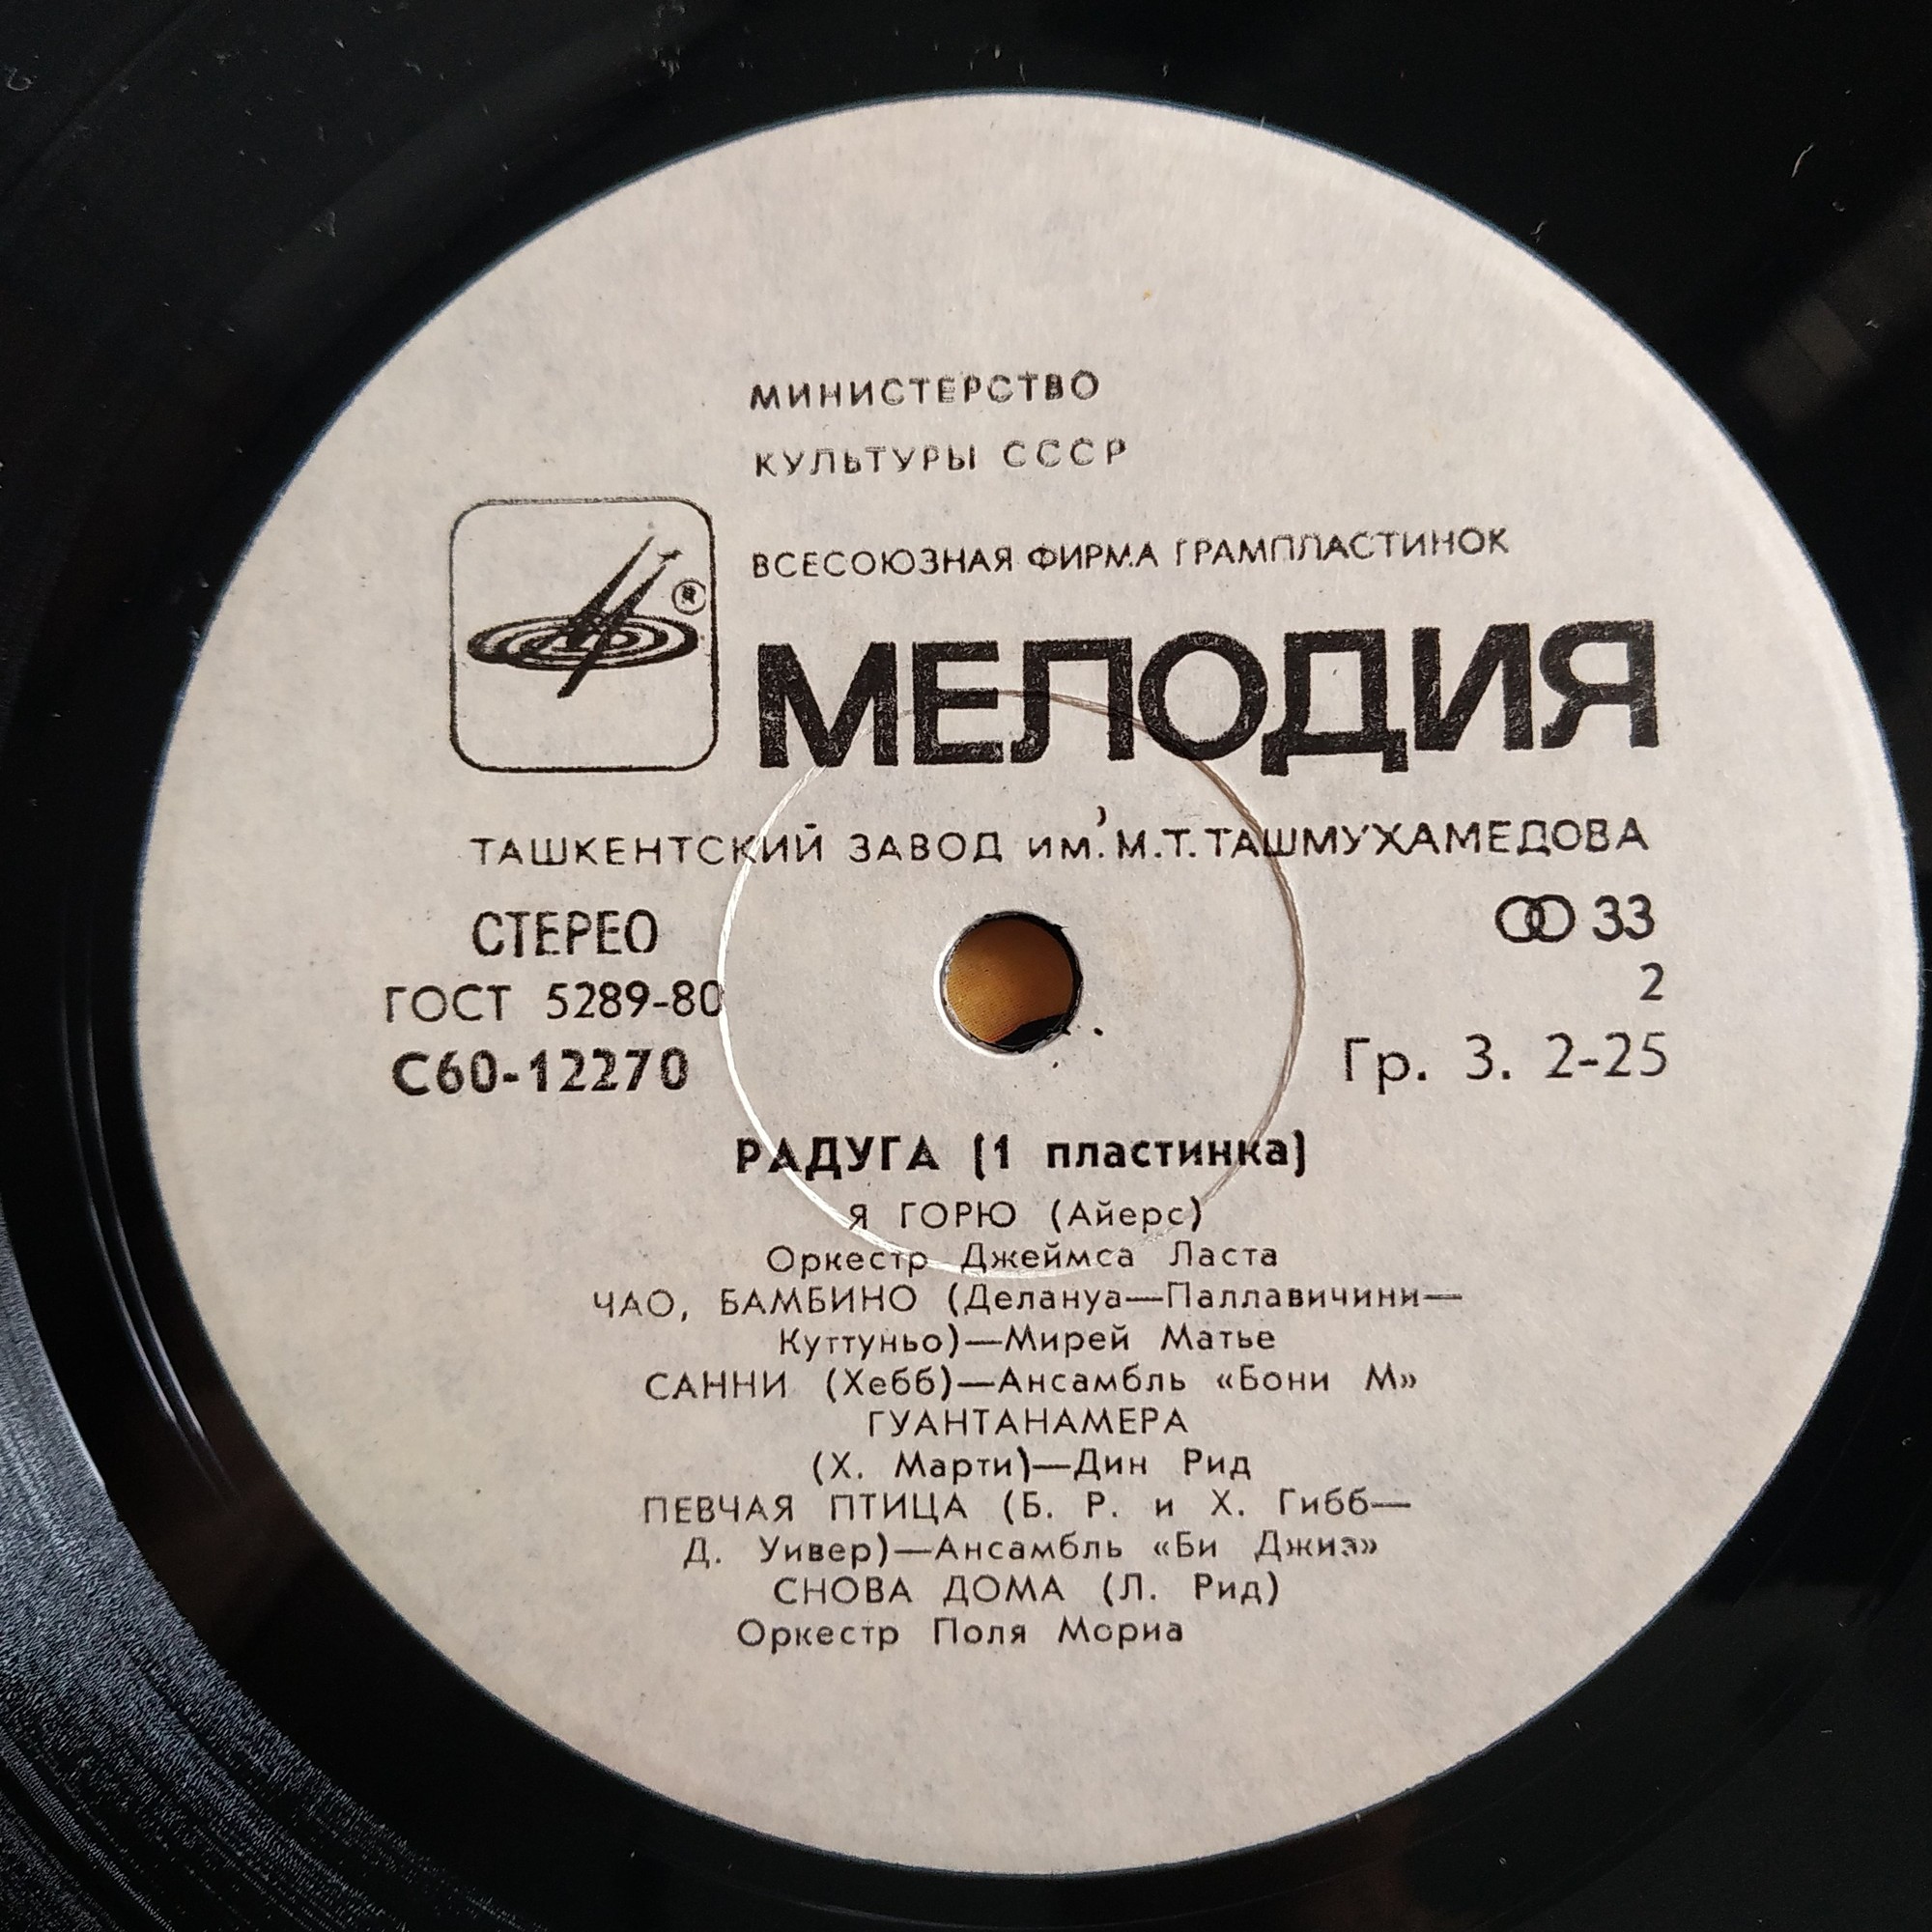 МИНИСТЕРСТВО
КУЛЬТУРЫ СССР
ВСЕСОЮЗНАЯ ФИРМА ГРАМПЛАСТИНОК
®
МЕЛОДИЯ
ТАШКЕНТСКИЙ ЗАВОД им. М.Т. ТАШМУХАМЕДОВА
СТЕРЕО
33
ГОСТ 5289-80
2
С60-12270
Гр. 3. 2-25
РАДУГА (1 пластинка)
Я ГОРЮ (Айерс)
Оркестр Джеймса Ласта
ЧАО, БАМБИНО (Делануа—Паллавичини—
Куттуньо)—Мирей Матье
САННИ (Хебб)—Ансамбль «Бони М»
ГУАНТАНАМЕРА
(Х. Марти)—Дин Рид
ПЕВЧАЯ ПТИЦА (Б. Р. и Х. Гибб—
Д. Уивер)—Ансамбль «Би Джиз»
СНОВА ДОМА (Л. Рид)
Оркестр Поля Мориа